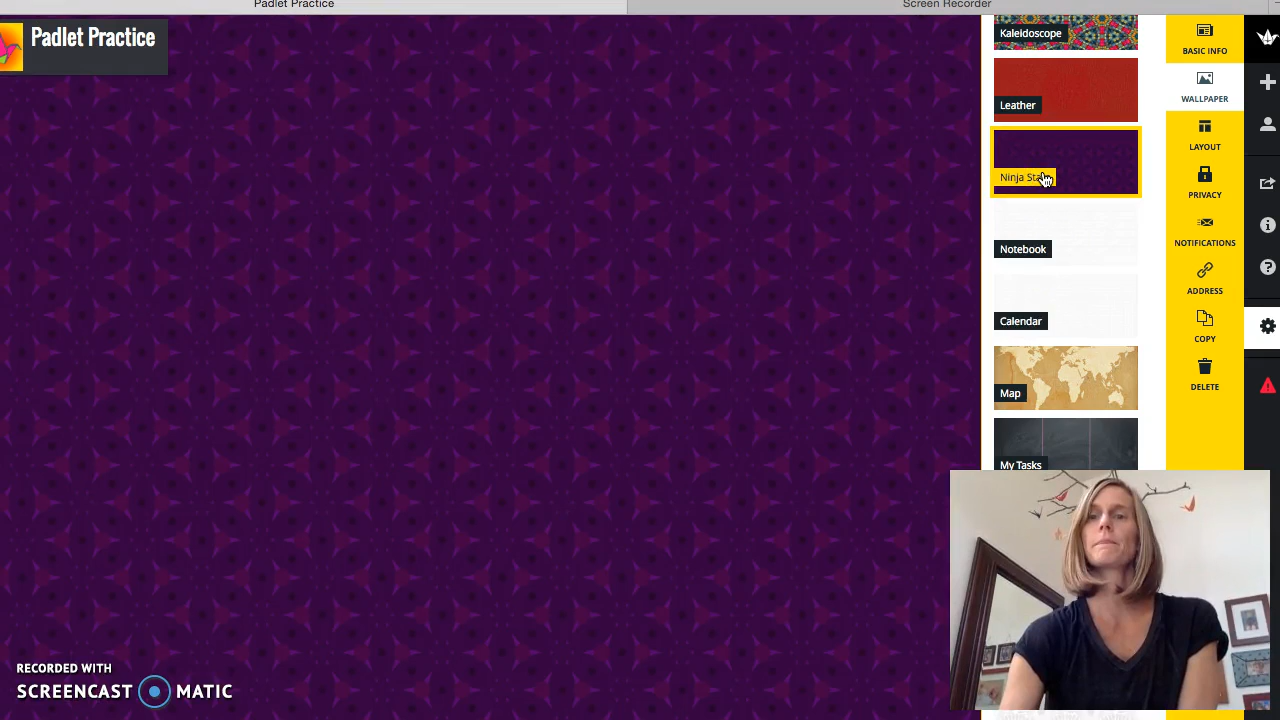 Padlet Practice
Screen Recorder
Padlet Practice
Kaleidoscope
Leather
Notebook
Calendar
Map
My Tasks
BASIC INFO
WALLPAPER
LAYOUT
PRIVACY
NOTIFICATIONS
ADDRESS
COPY
DELETE
Ninja
RECORDED WITH
SCREENCAST MATIC